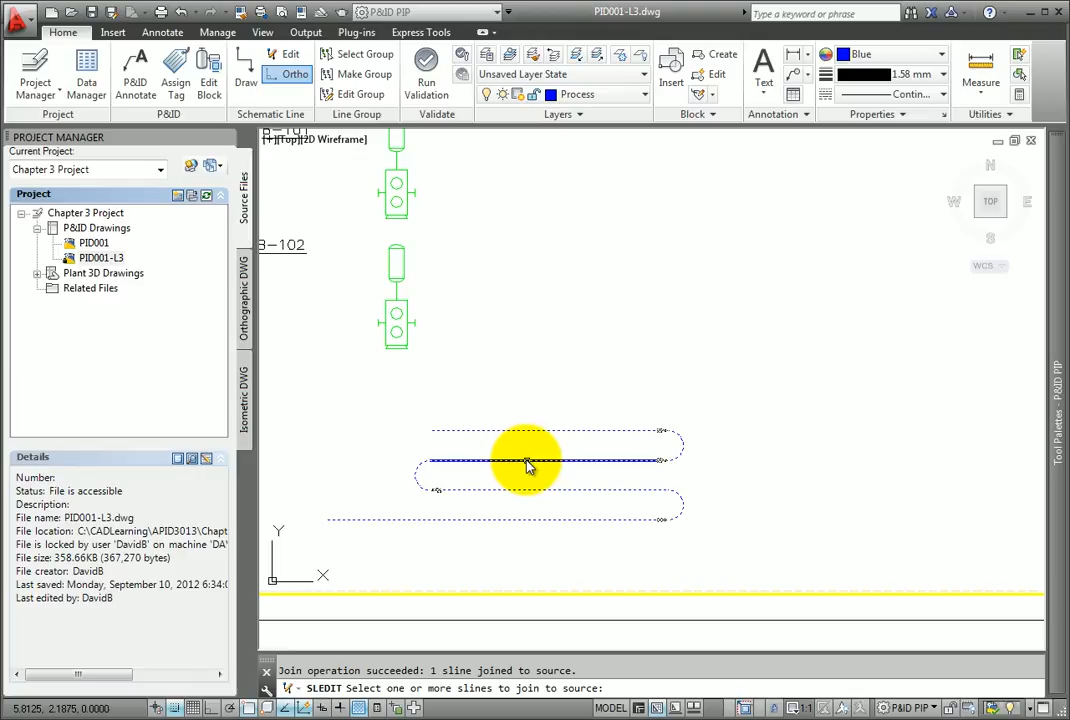 P&ID PIP
PID001-L3.dwg
Type a keyword or phrase
Home Insert Annotate Manage View Output Plug-ins Express Tools
Project Manager
Data Manager
Project
P&ID Annotate
Assign Tag
Edit Block
P&ID
Draw
Edit
Ortho
Schematic Line
Select Group
Make Group
Edit Group
Line Group
Run Validation
Validate
Unsaved Layer State
Process
Layers
Insert
Create
Edit
Block
Text
Annotation
Blue
1.58 mm
Contin...
Properties
Measure
Utilities
PROJECT MANAGER
Current Project:
Chapter 3 Project
Project
Chapter 3 Project
P&ID Drawings
PID001
PID001-L3
Plant 3D Drawings
Related Files
Source Files
Orthographic DWG
Isometric DWG
Details
Number:
Status: File is accessible
Description:
File name: PID001-L3.dwg
File location: C:\CADLearning\APID3013\Chapt
File is locked by user 'DavidB' on machine 'DA
File size: 358.66KB (367,270 bytes)
File creator: DavidB
Last saved: Monday, September 10, 2012 6:34:0
Last edited by: DavidB
[+][Top][2D Wireframe]
B-101
B-102
N
W TOP E
S
WCS
Y
X
Tool Palettes - P&ID PIP
Join operation succeeded: 1 sline joined to source.
SLEDIT Select one or more slines to join to source:
5.8125, 2.1875, 0.0000
MODEL
1:1
P&ID PIP